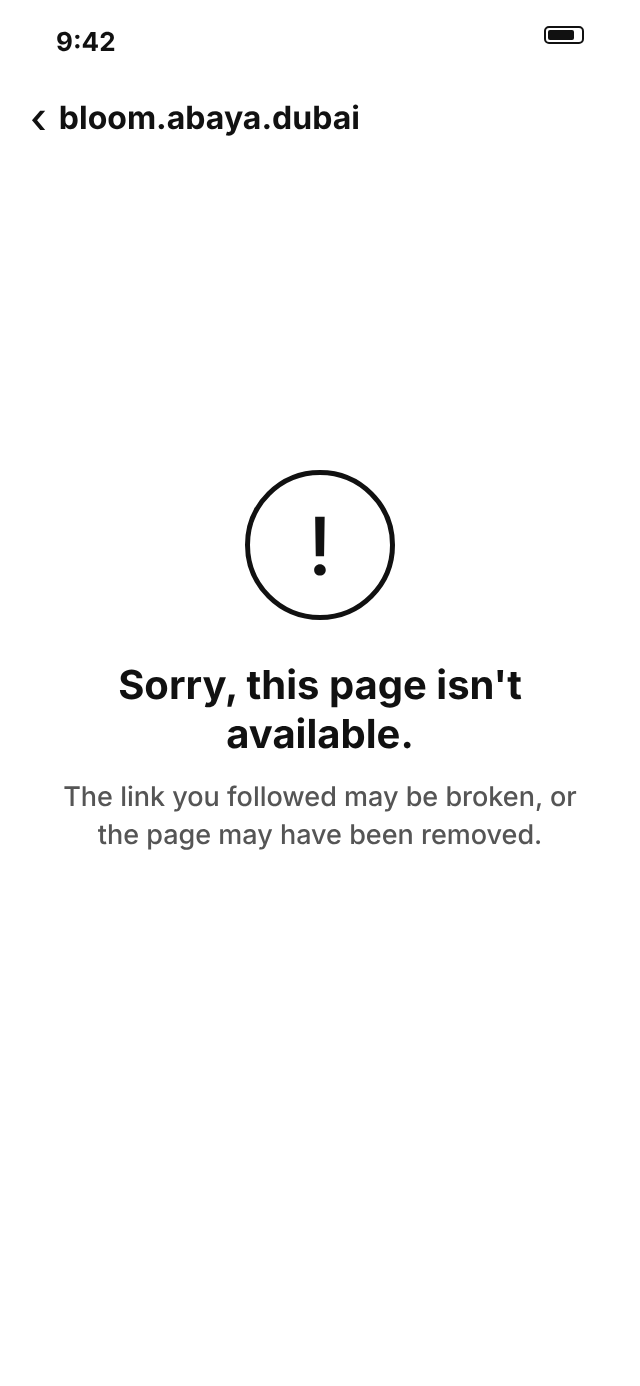 9:42
‹ bloom.abaya.dubai
!
Sorry, this page isn't
available.
The link you followed may be broken, or
the page may have been removed.